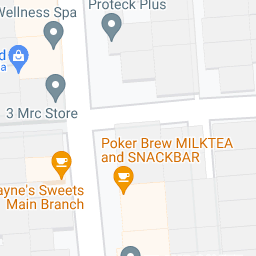 Wellness Spa
Proteck Plus
d
a
3 Mrc Store
Poker Brew MILKTEA
and SNACKBAR
ayne's Sweets
Main Branch